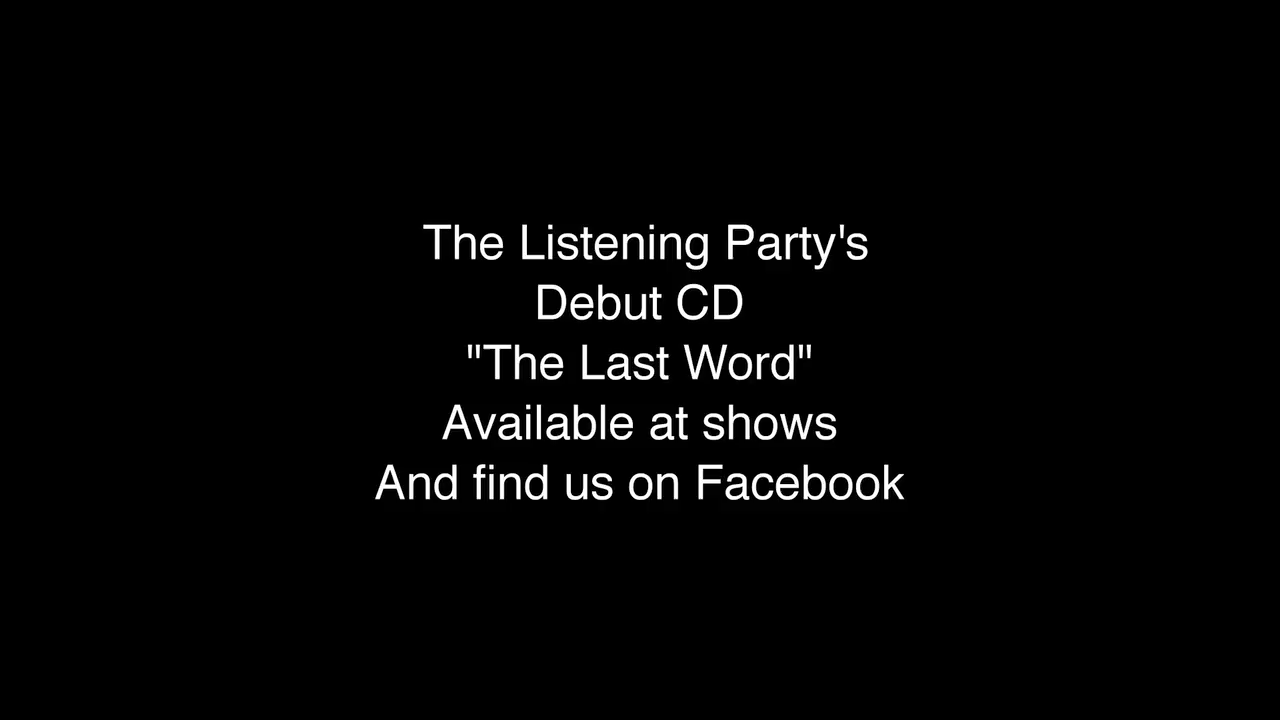 The Listening Party's
Debut CD
"The Last Word"
Available at shows
And find us on Facebook